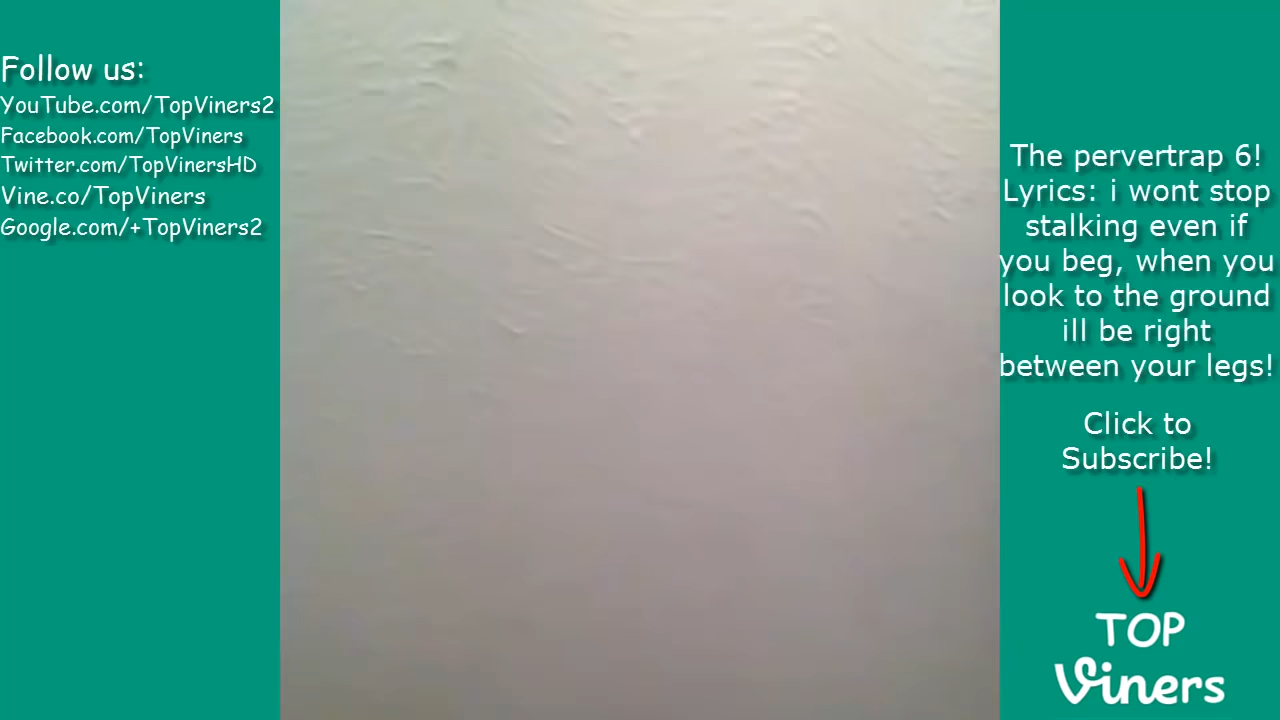 Follow us:
YouTube.com/TopViners2
Facebook.com/TopViners
Twitter.com/TopVinersHD
Vine.co/TopViners
Google.com/+TopViners2
The pervertrap 6!
Lyrics: i wont stop
stalking even if
you beg, when you
look to the ground
ill be right
between your legs!
Click to
Subscribe!
TOP
Viners